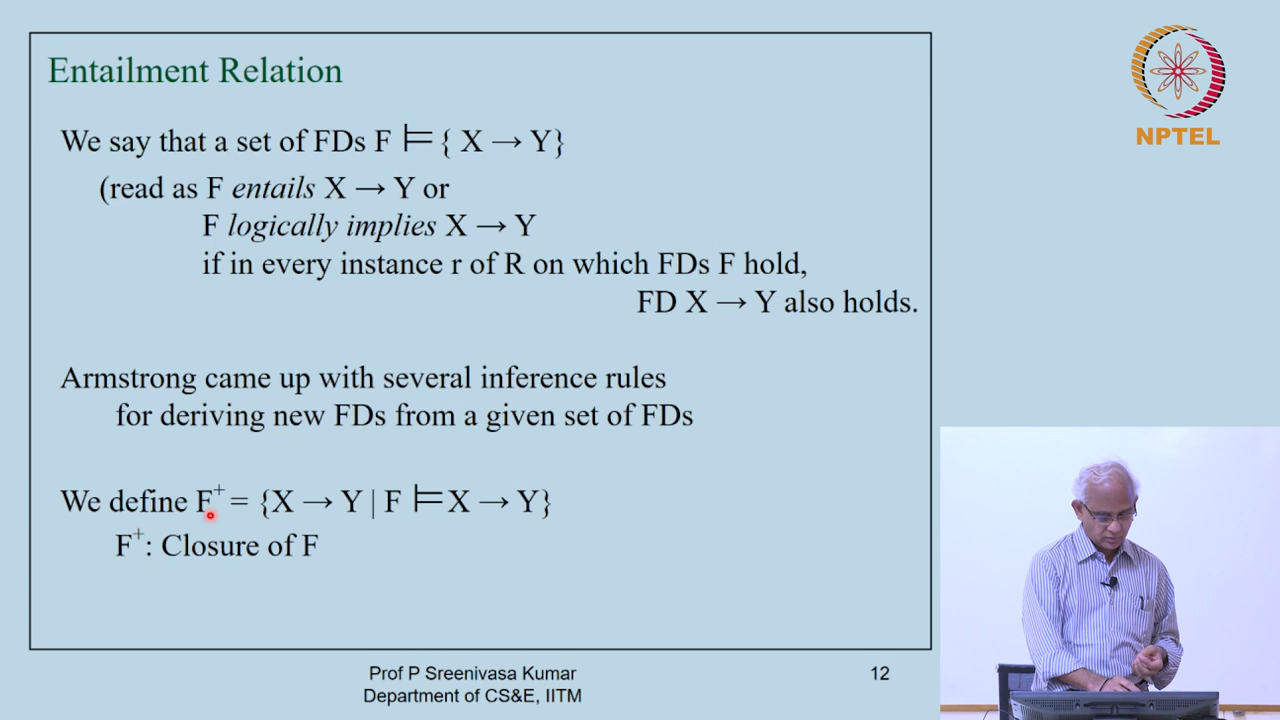 Entailment Relation
We say that a set of FDs F ⊨ { X → Y}
(read as F entails X → Y or
F logically implies X → Y
if in every instance r of R on which FDs F hold,
FD X → Y also holds.
Armstrong came up with several inference rules
for deriving new FDs from a given set of FDs
We define F⁺ = {X → Y | F ⊨ X → Y}
F⁺: Closure of F
Prof P Sreenivasa Kumar
Department of CS&E, IITM
12
NPTEL